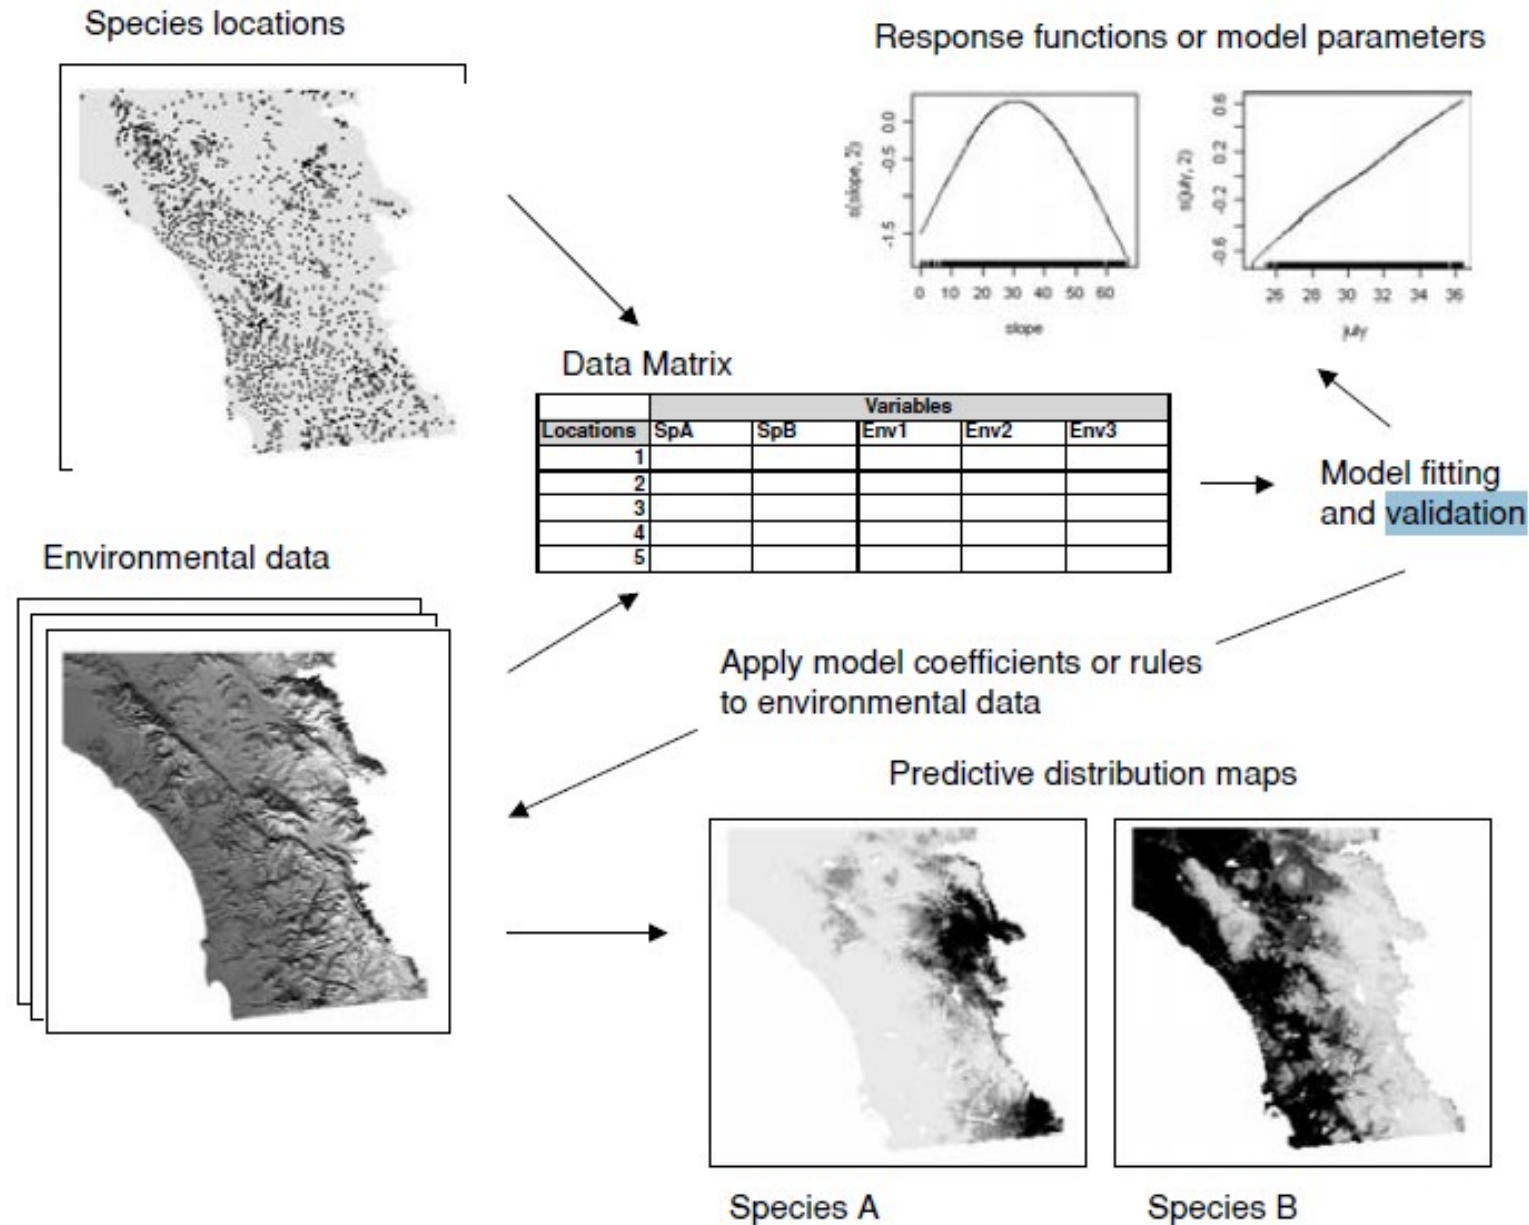 Species locations
Response functions or model parameters
s(slope, 2)
0.0
-0.5
-1.5
0 10 20 30 40 50 60
slope
s(july, 2)
0.6
0.2
-0.2
-0.6
26 28 30 32 34 36
july
Data Matrix
Variables
Locations SpA SpB Env1 Env2 Env3
1
2
3
4
5
Model fitting
and validation
Environmental data
Apply model coefficients or rules
to environmental data
Predictive distribution maps
Species A
Species B